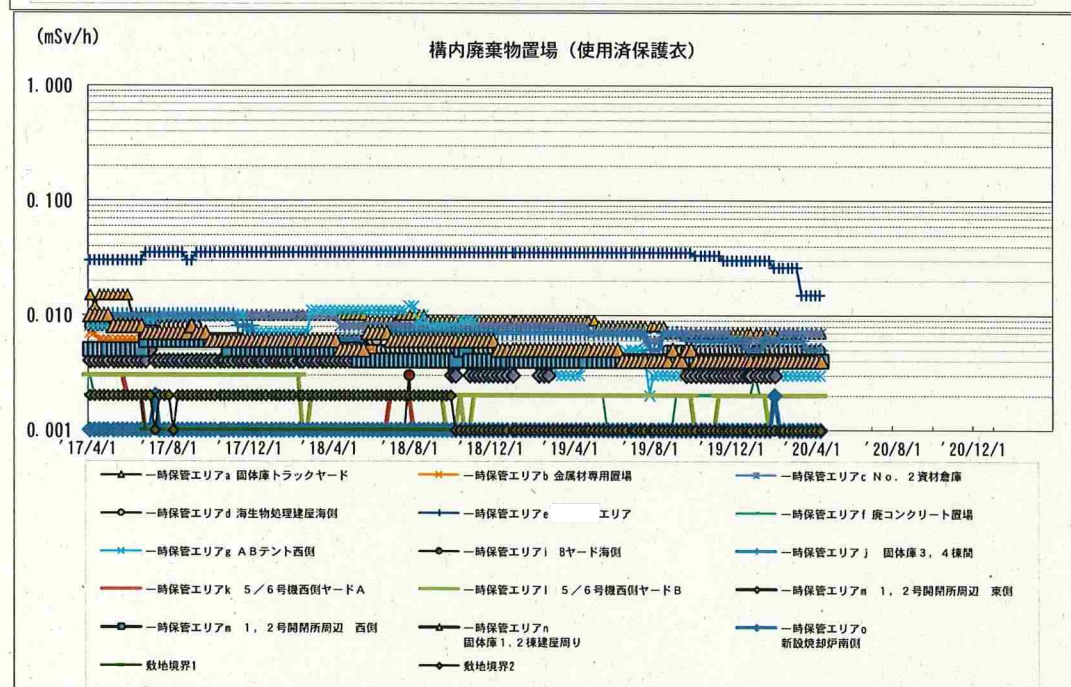 (mSv/h)
構内廃棄物置場（使用済保護衣）
1.000
0.100
0.010
0.001
'17/4/1 '17/8/1 '17/12/1 '18/4/1 '18/8/1 '18/12/1 '19/4/1 '19/8/1 '19/12/1 '20/4/1 '20/8/1 '20/12/1
一時保管エリアa 固体庫トラックヤード
一時保管エリアb 金属材専用置場
一時保管エリアc No．2資材倉庫
一時保管エリアd 海生物処理建屋海側
一時保管エリアe エリア
一時保管エリアf 廃コンクリート置場
一時保管エリアg ABテント西側
一時保管エリアi Bヤード海側
一時保管エリアj 固体庫3，4棟間
一時保管エリアk 5／6号機西側ヤードA
一時保管エリアl 5／6号機西側ヤードB
一時保管エリアm 1，2号開閉所周辺 東側
一時保管エリアm 1，2号開閉所周辺 西側
一時保管エリアn
固体庫1，2棟建屋周り
一時保管エリアo
新設焼却炉南側
敷地境界1
敷地境界2